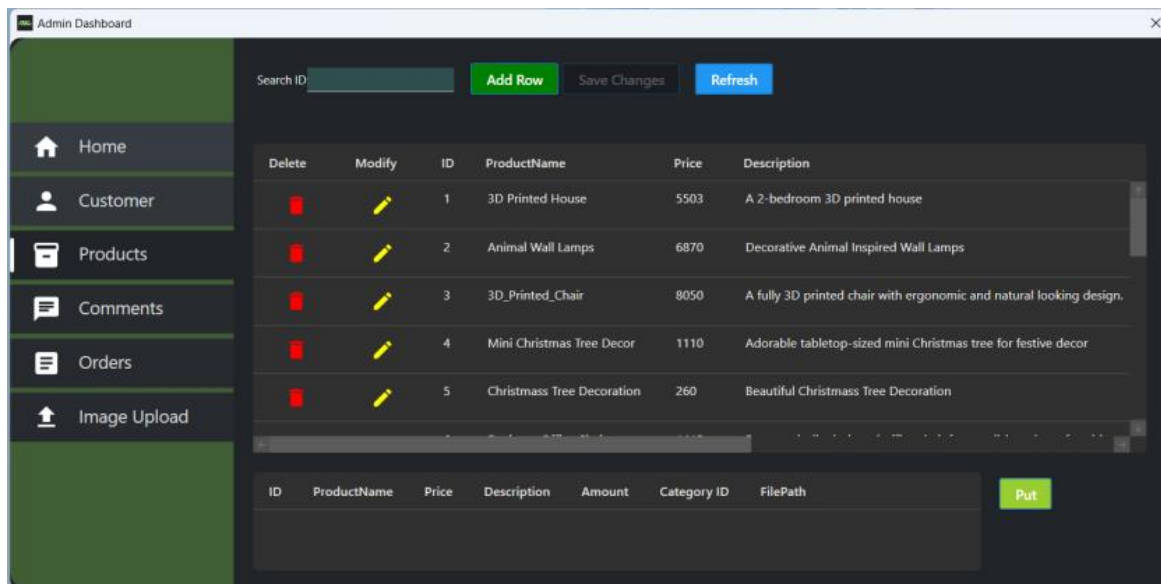 Admin Dashboard
Search ID
Add Row
Save Changes
Refresh
Home
Customer
Products
Comments
Orders
Image Upload
Delete Modify ID ProductName Price Description
1 3D Printed House 5503 A 2-bedroom 3D printed house
2 Animal Wall Lamps 6870 Decorative Animal Inspired Wall Lamps
3 3D_Printed_Chair 8050 A fully 3D printed chair with ergonomic and natural looking design.
4 Mini Christmas Tree Decor 1110 Adorable tabletop-sized mini Christmas tree for festive decor
5 Christmass Tree Decoration 260 Beautiful Christmass Tree Decoration
ID ProductName Price Description Amount Category ID FilePath
Put